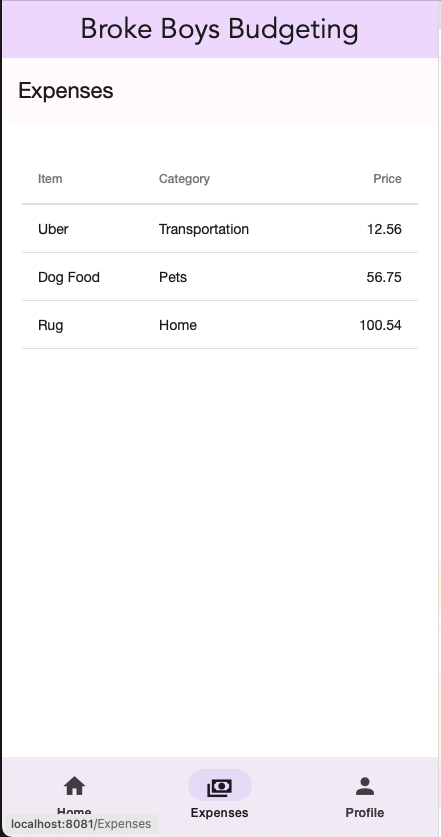 Broke Boys Budgeting
Expenses
Item Category Price
Uber Transportation 12.56
Dog Food Pets 56.75
Rug Home 100.54
Home Expenses Profile
localhost:8081/Expenses